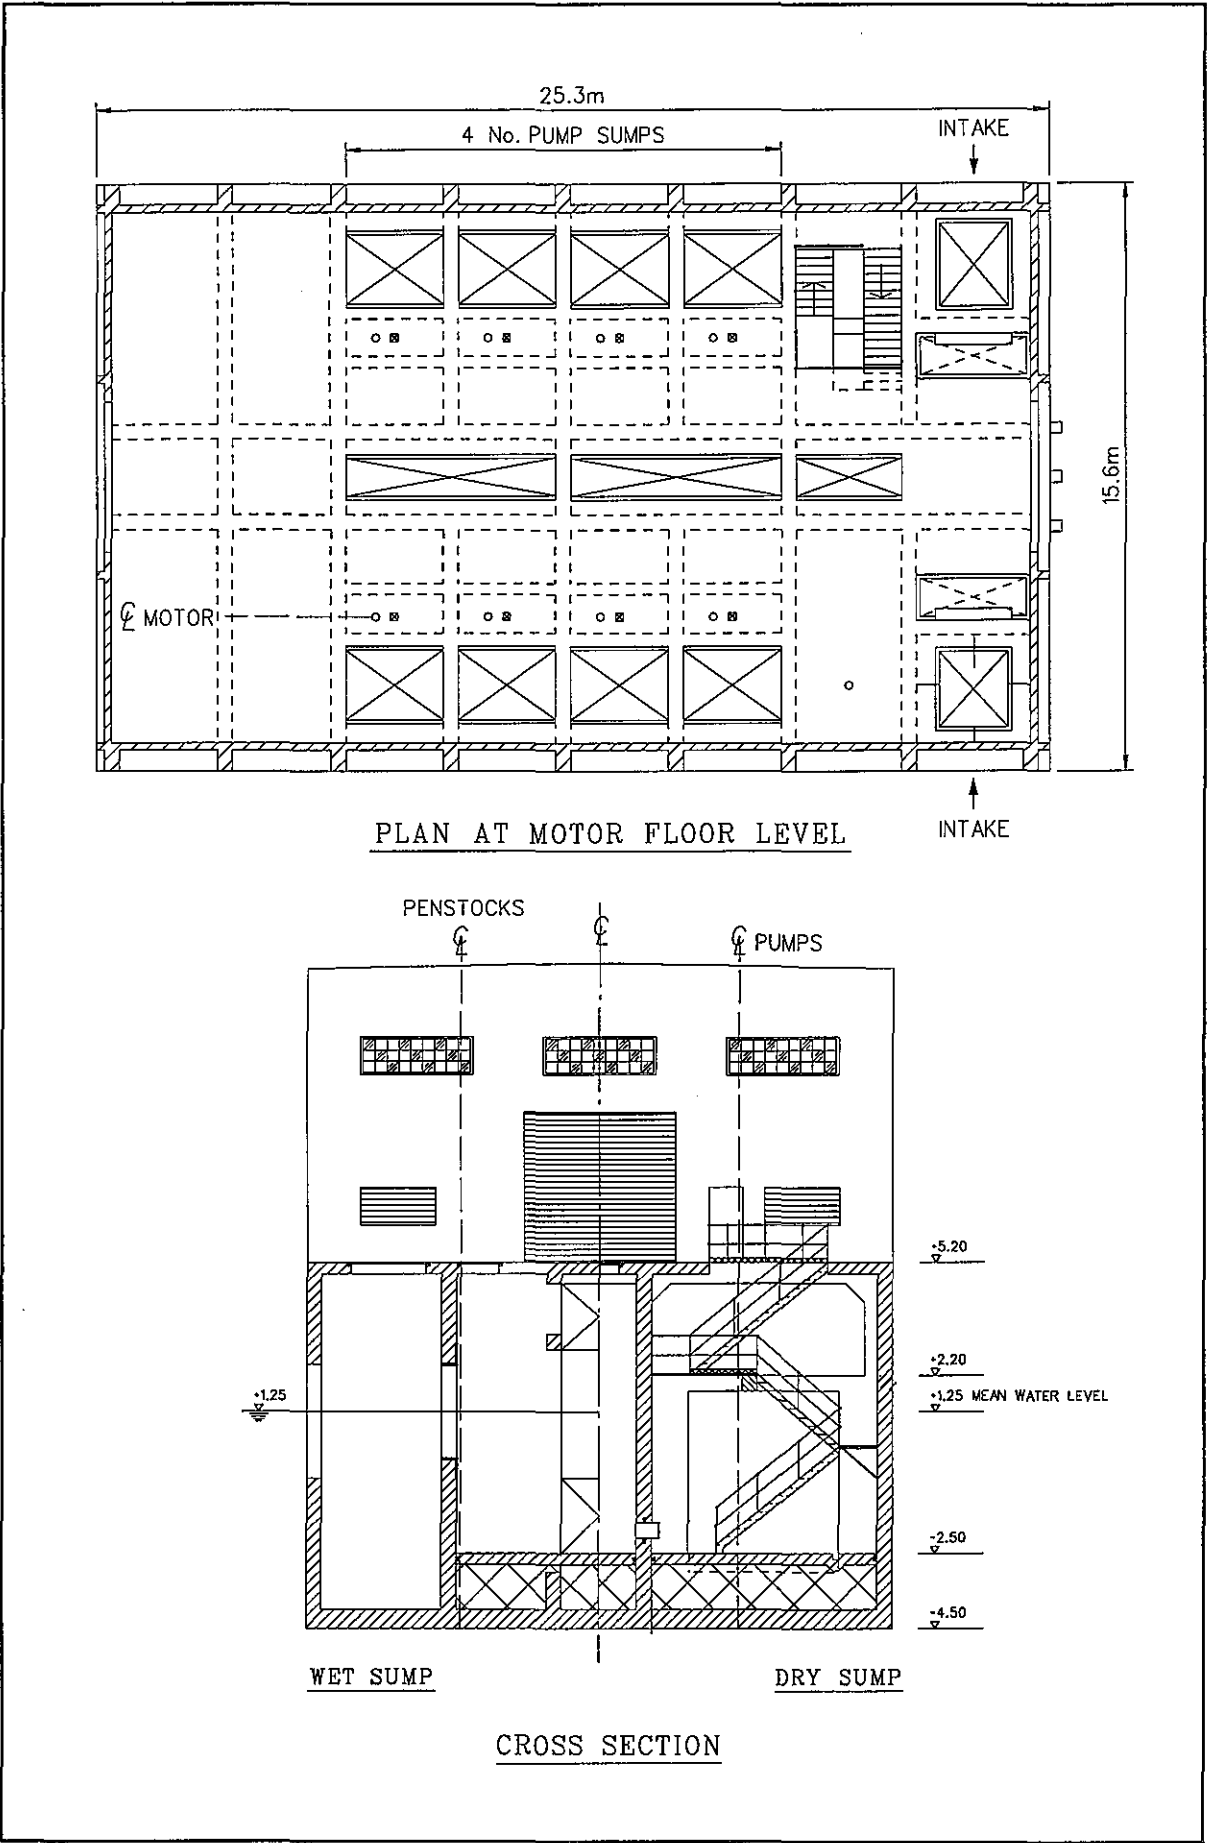 25.3m
4 No. PUMP SUMPS
INTAKE
15.6m
℄ MOTOR
PLAN AT MOTOR FLOOR LEVEL
INTAKE
PENSTOCKS
℄
℄
℄ PUMPS
+5.20
+2.20
+1.25
+1.25 MEAN WATER LEVEL
-2.50
-4.50
WET SUMP
DRY SUMP
CROSS SECTION